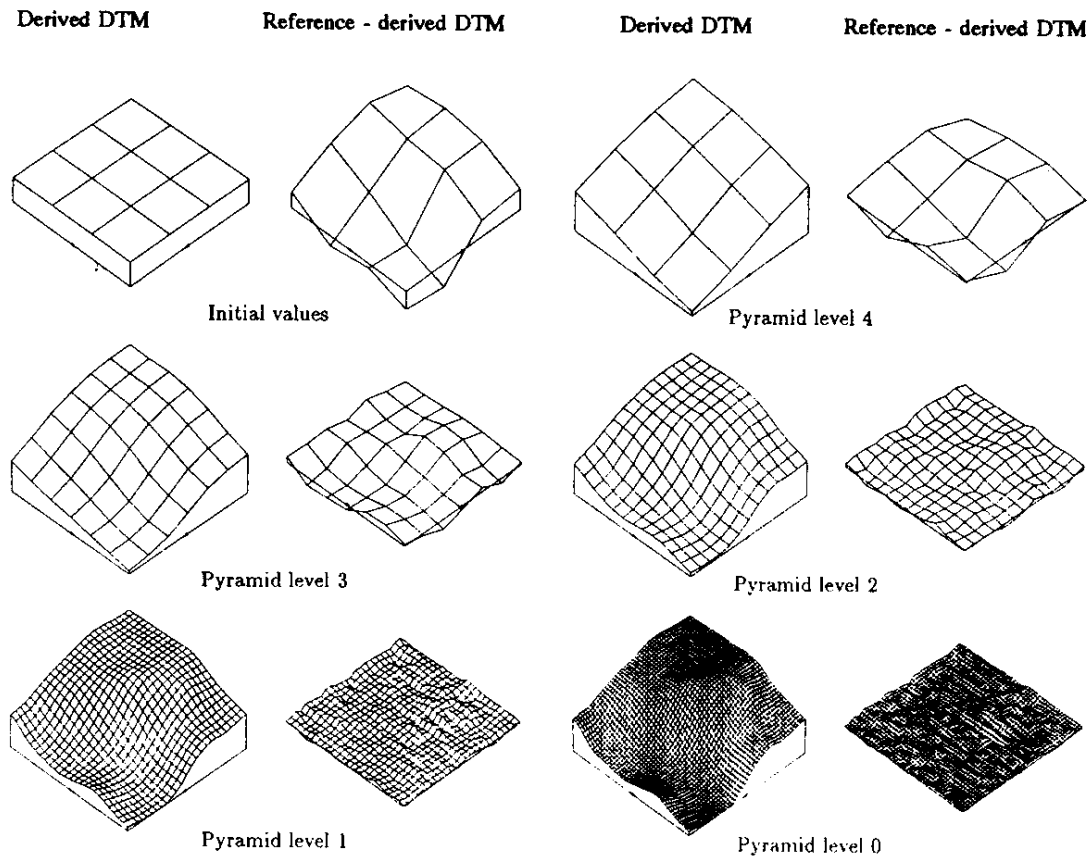 Derived DTM
Reference - derived DTM
Derived DTM
Reference - derived DTM
Initial values
Pyramid level 4
Pyramid level 3
Pyramid level 2
Pyramid level 1
Pyramid level 0